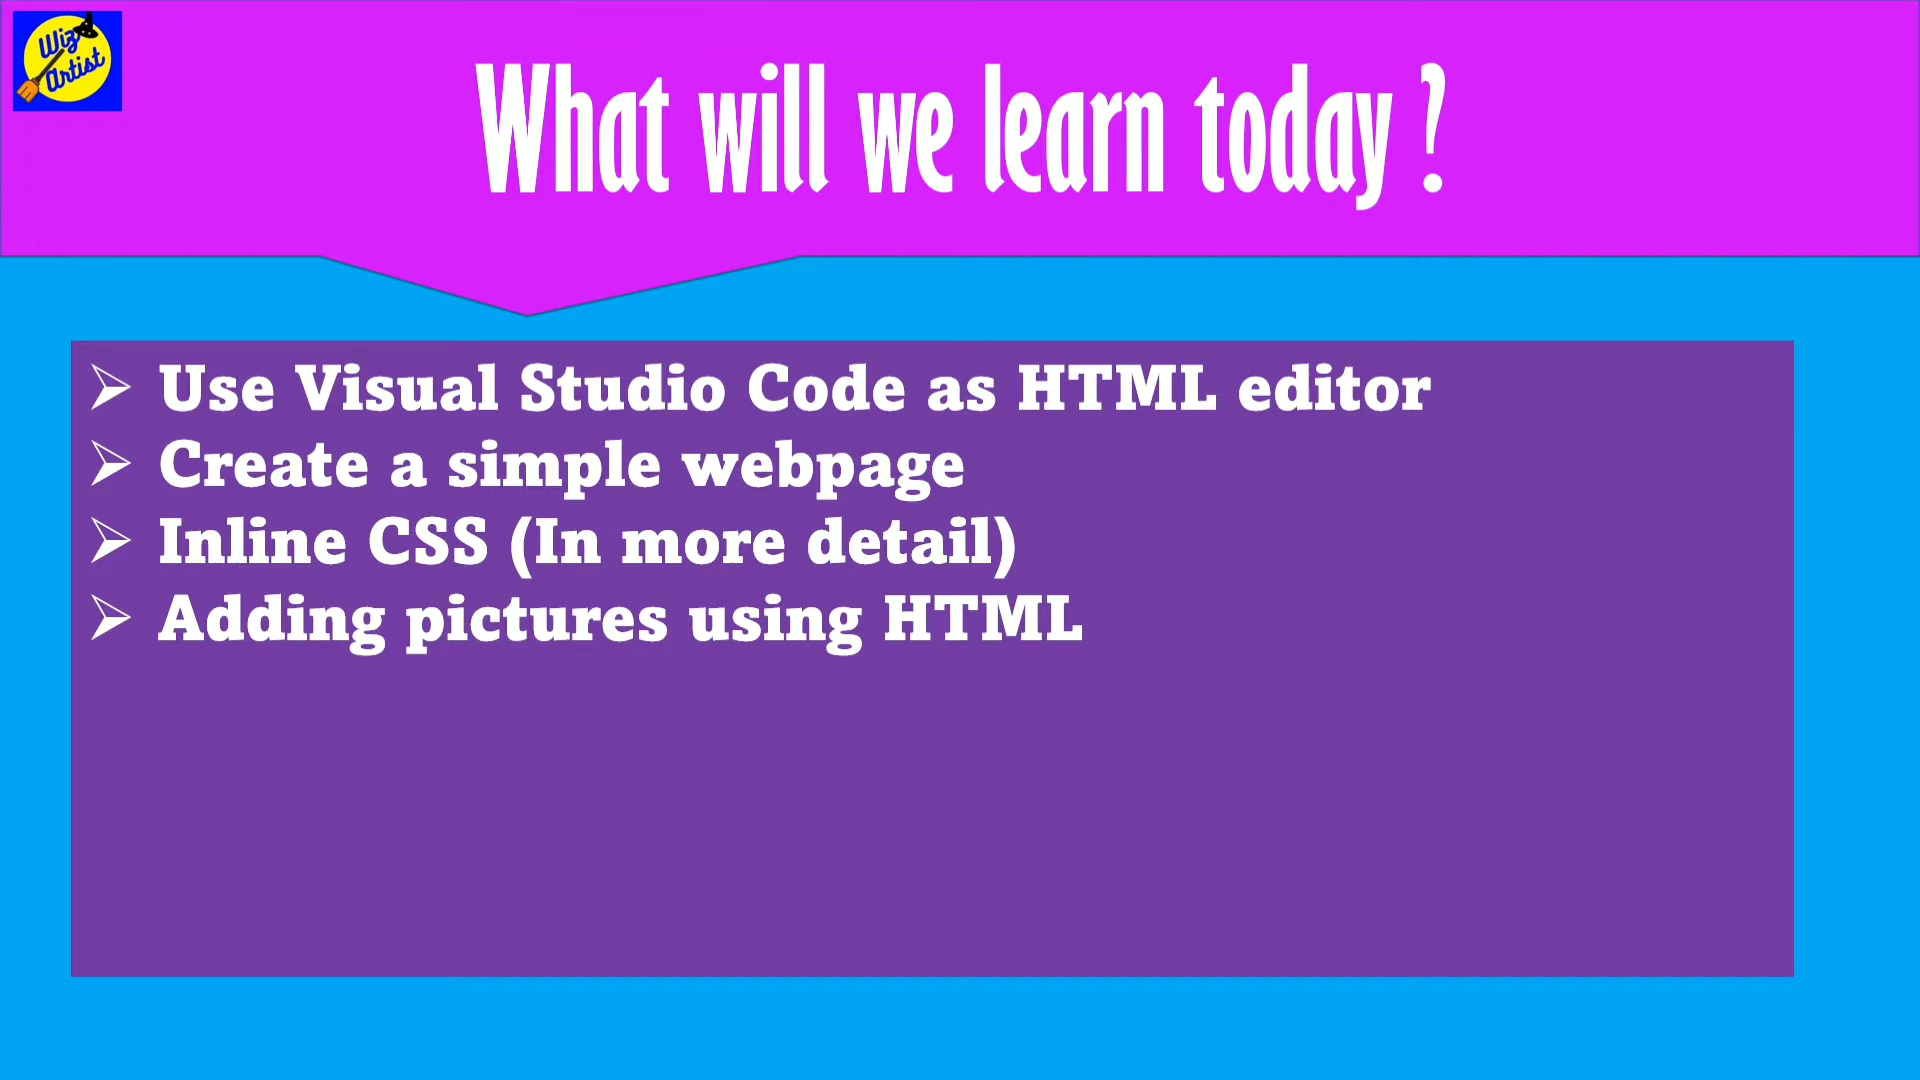 Wiz
Artist
What will we learn today ?
➢ Use Visual Studio Code as HTML editor
➢ Create a simple webpage
➢ Inline CSS (In more detail)
➢ Adding pictures using HTML